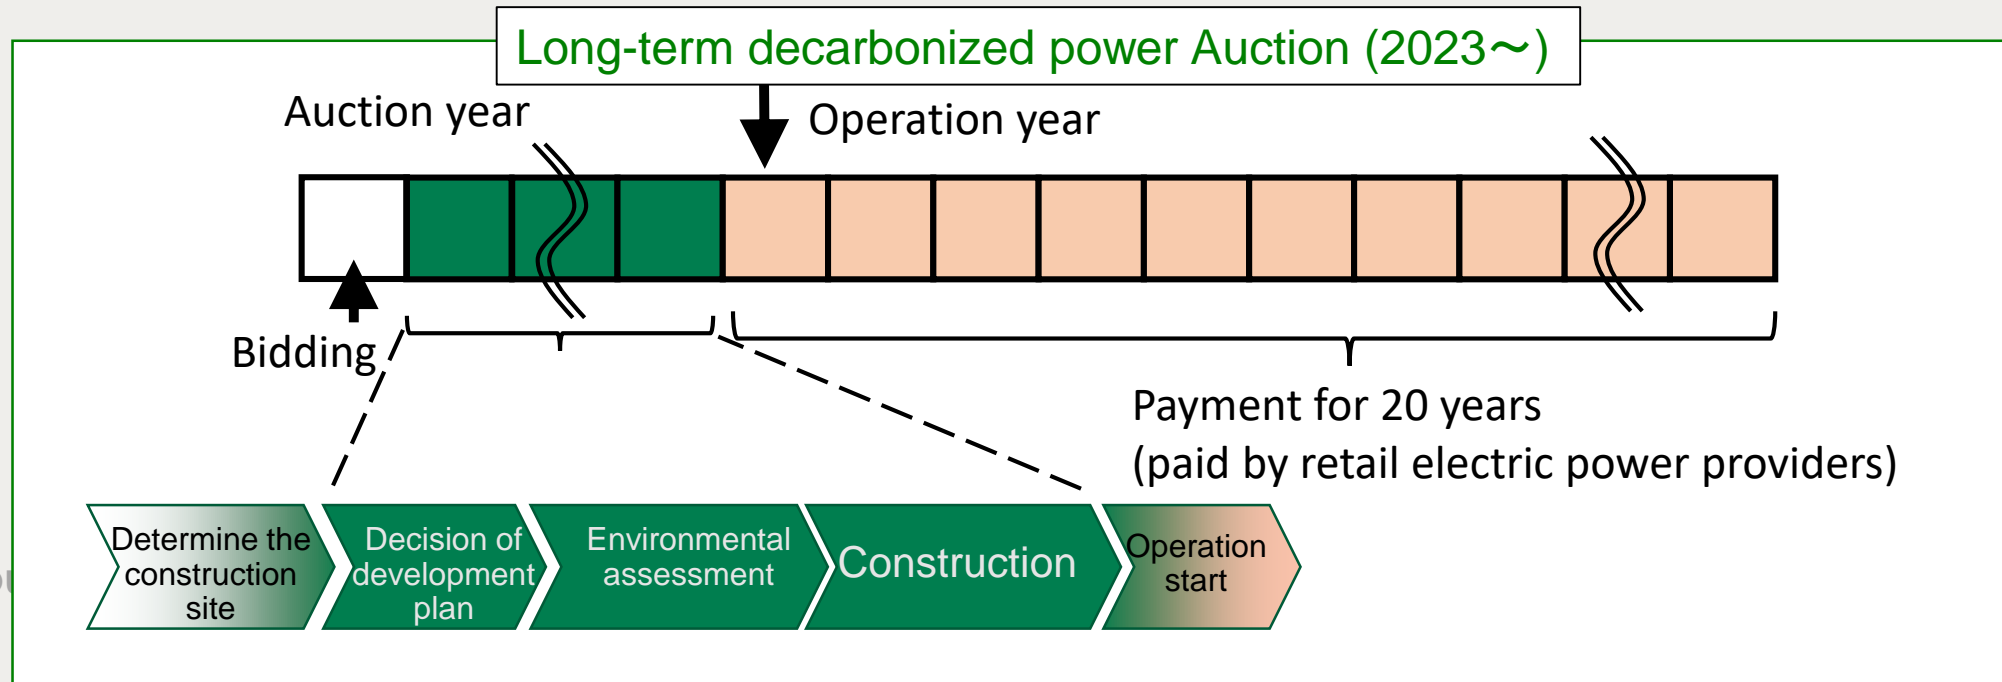 Long-term decarbonized power Auction (2023～)
Auction year
Operation year
Bidding
Payment for 20 years
(paid by retail electric power providers)
Determine the
construction
site
Decision of
development
plan
Environmental
assessment
Construction
Operation
start